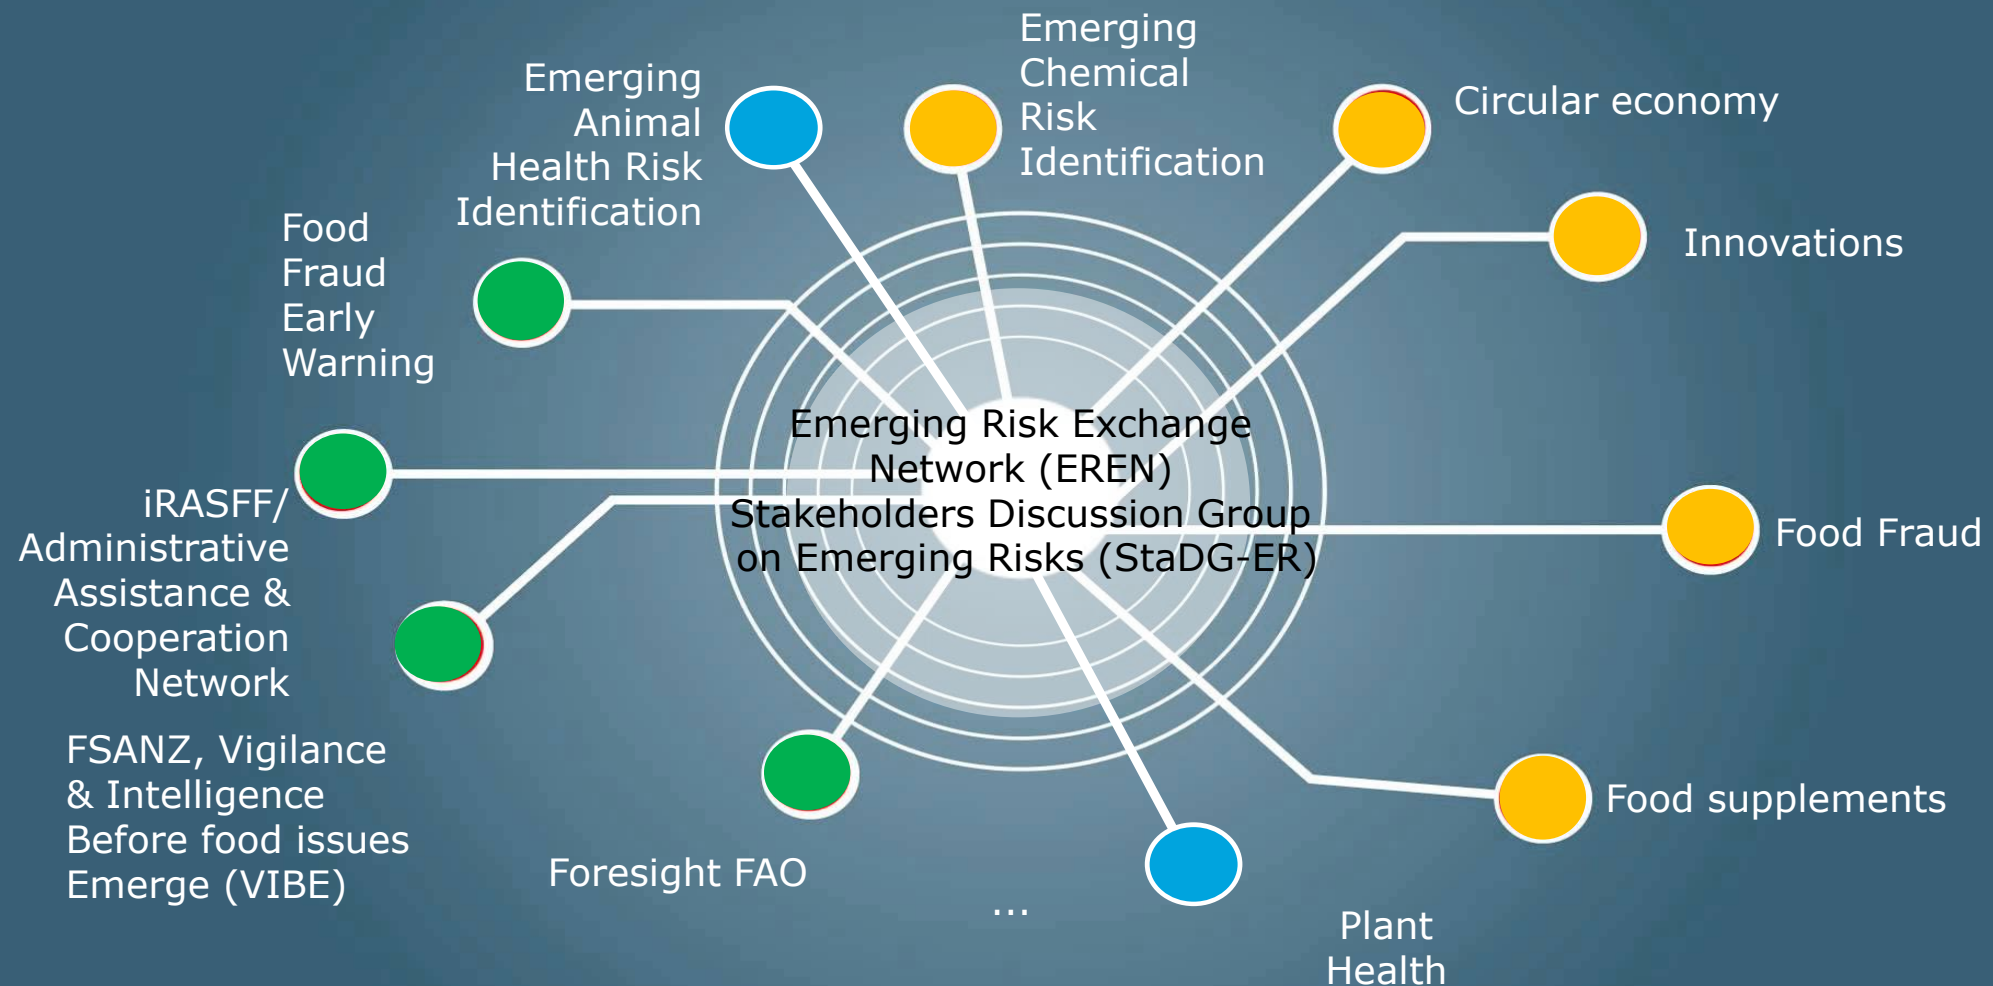 Emerging
Chemical
Risk
Identification
Emerging
Animal
Health Risk
Identification
Circular economy
Food
Fraud
Early
Warning
Innovations
Emerging Risk Exchange
Network (EREN)
Stakeholders Discussion Group
on Emerging Risks (StaDG-ER)
iRASFF/
Administrative
Assistance &
Cooperation
Network
Food Fraud
FSANZ, Vigilance
& Intelligence
Before food issues
Emerge (VIBE)
Foresight FAO
...
Food supplements
Plant
Health